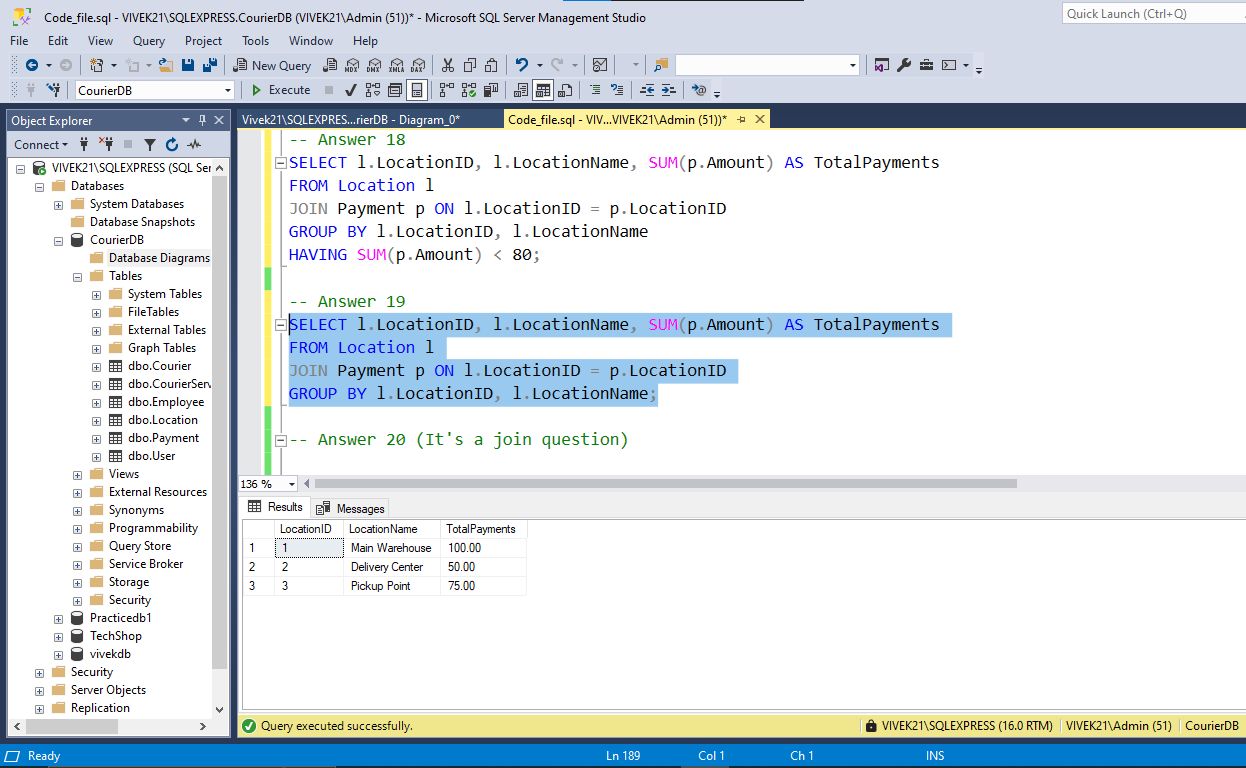 Code_file.sql - VIVEK21\SQLEXPRESS.CourierDB (VIVEK21\Admin (51))* - Microsoft SQL Server Management Studio
Quick Launch (Ctrl+Q)
File Edit View Query Project Tools Window Help
New Query MDX DMX XMLA DAX
CourierDB Execute
Object Explorer
Vivek21\SQLEXPRES...rierDB - Diagram_0*
Code_file.sql - VIV...VIVEK21\Admin (51))*
Connect
VIVEK21\SQLEXPRESS (SQL Ser
Databases
System Databases
Database Snapshots
CourierDB
Database Diagrams
Tables
System Tables
FileTables
External Tables
Graph Tables
dbo.Courier
dbo.CourierServ
dbo.Employee
dbo.Location
dbo.Payment
dbo.User
Views
External Resources
Synonyms
Programmability
Query Store
Service Broker
Storage
Security
Practicedb1
TechShop
vivekdb
Security
Server Objects
Replication
-- Answer 18
SELECT l.LocationID, l.LocationName, SUM(p.Amount) AS TotalPayments
FROM Location l
JOIN Payment p ON l.LocationID = p.LocationID
GROUP BY l.LocationID, l.LocationName
HAVING SUM(p.Amount) < 80;
-- Answer 19
SELECT l.LocationID, l.LocationName, SUM(p.Amount) AS TotalPayments
FROM Location l
JOIN Payment p ON l.LocationID = p.LocationID
GROUP BY l.LocationID, l.LocationName;
-- Answer 20 (It's a join question)
136 %
Results Messages
LocationID LocationName TotalPayments
1 1 Main Warehouse 100.00
2 2 Delivery Center 50.00
3 3 Pickup Point 75.00
Query executed successfully. VIVEK21\SQLEXPRESS (16.0 RTM) VIVEK21\Admin (51) CourierDB
Ready Ln 189 Col 1 Ch 1 INS